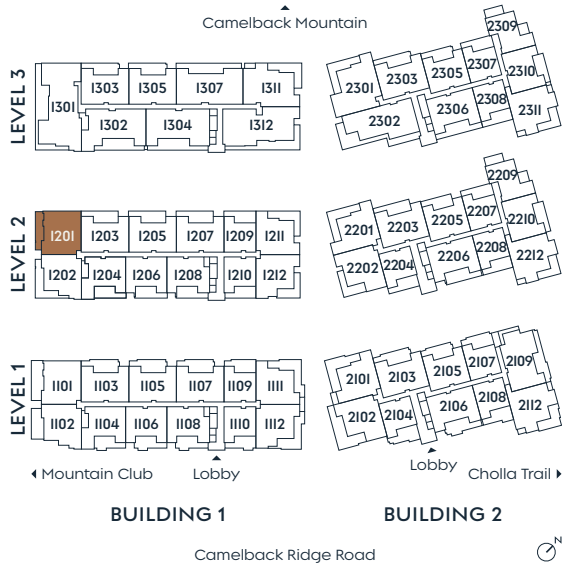 Camelback Mountain
LEVEL 3
1301 1303 1305 1307 1311
1302 1304 1312
2301 2303 2305 2307 2309
2310
2302 2306 2308 2311
LEVEL 2
1201 1203 1205 1207 1209 1211
1202 1204 1206 1208 1210 1212
2201 2203 2205 2207 2209
2210
2202 2204 2206 2208 2212
LEVEL 1
1101 1103 1105 1107 1109 1111
1102 1104 1106 1108 1110 1112
2101 2103 2105 2107 2109
2102 2104 2106 2108 2112
Mountain Club Lobby
Lobby Cholla Trail
BUILDING 1 BUILDING 2
Camelback Ridge Road
N